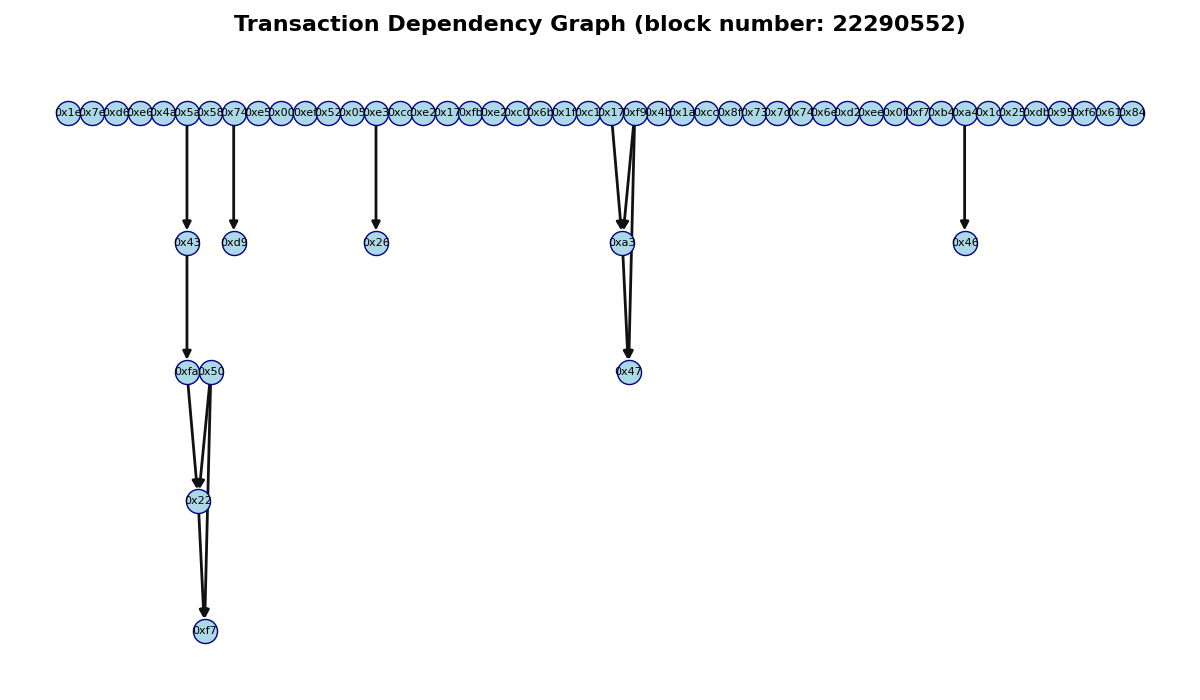 Transaction Dependency Graph (block number: 22290552)
0x1e 0x7e 0xd6 0xe6 0x4a 0x5a 0x58 0x74 0xe5 0x00 0xef 0x52 0x05 0xe3 0xcc 0xe2 0x17 0xfb 0xe2 0xc0 0x6b 0x1f 0xc1 0x17 0xf9 0x4b 0x1a 0xcc 0x8f 0x73 0x7c 0x74 0x6e 0xd2 0xee 0x0f 0xf7 0xb4 0xa4 0x1c 0x25 0xdb 0x95 0xf6 0x61 0x84
0x43 0xd9 0x26 0xa3 0x46
0xfa 0x50 0x47
0x22
0xf7